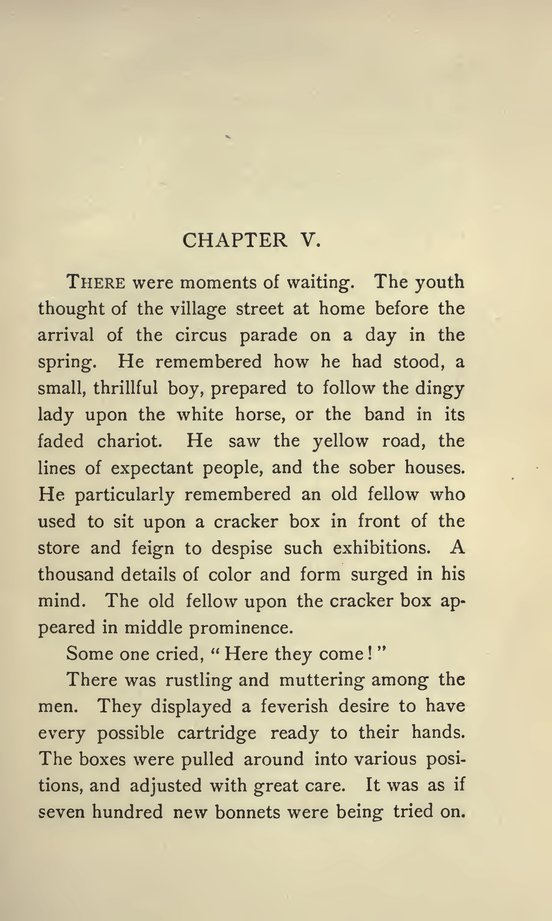 CHAPTER V.
THERE were moments of waiting. The youth
thought of the village street at home before the
arrival of the circus parade on a day in the
spring. He remembered how he had stood, a
small, thrillful boy, prepared to follow the dingy
lady upon the white horse, or the band in its
faded chariot. He saw the yellow road, the
lines of expectant people, and the sober houses.
He particularly remembered an old fellow who
used to sit upon a cracker box in front of the
store and feign to despise such exhibitions. A
thousand details of color and form surged in his
mind. The old fellow upon the cracker box ap-
peared in middle prominence.
Some one cried, “Here they come!”
There was rustling and muttering among the
men. They displayed a feverish desire to have
every possible cartridge ready to their hands.
The boxes were pulled around into various posi-
tions, and adjusted with great care. It was as if
seven hundred new bonnets were being tried on.